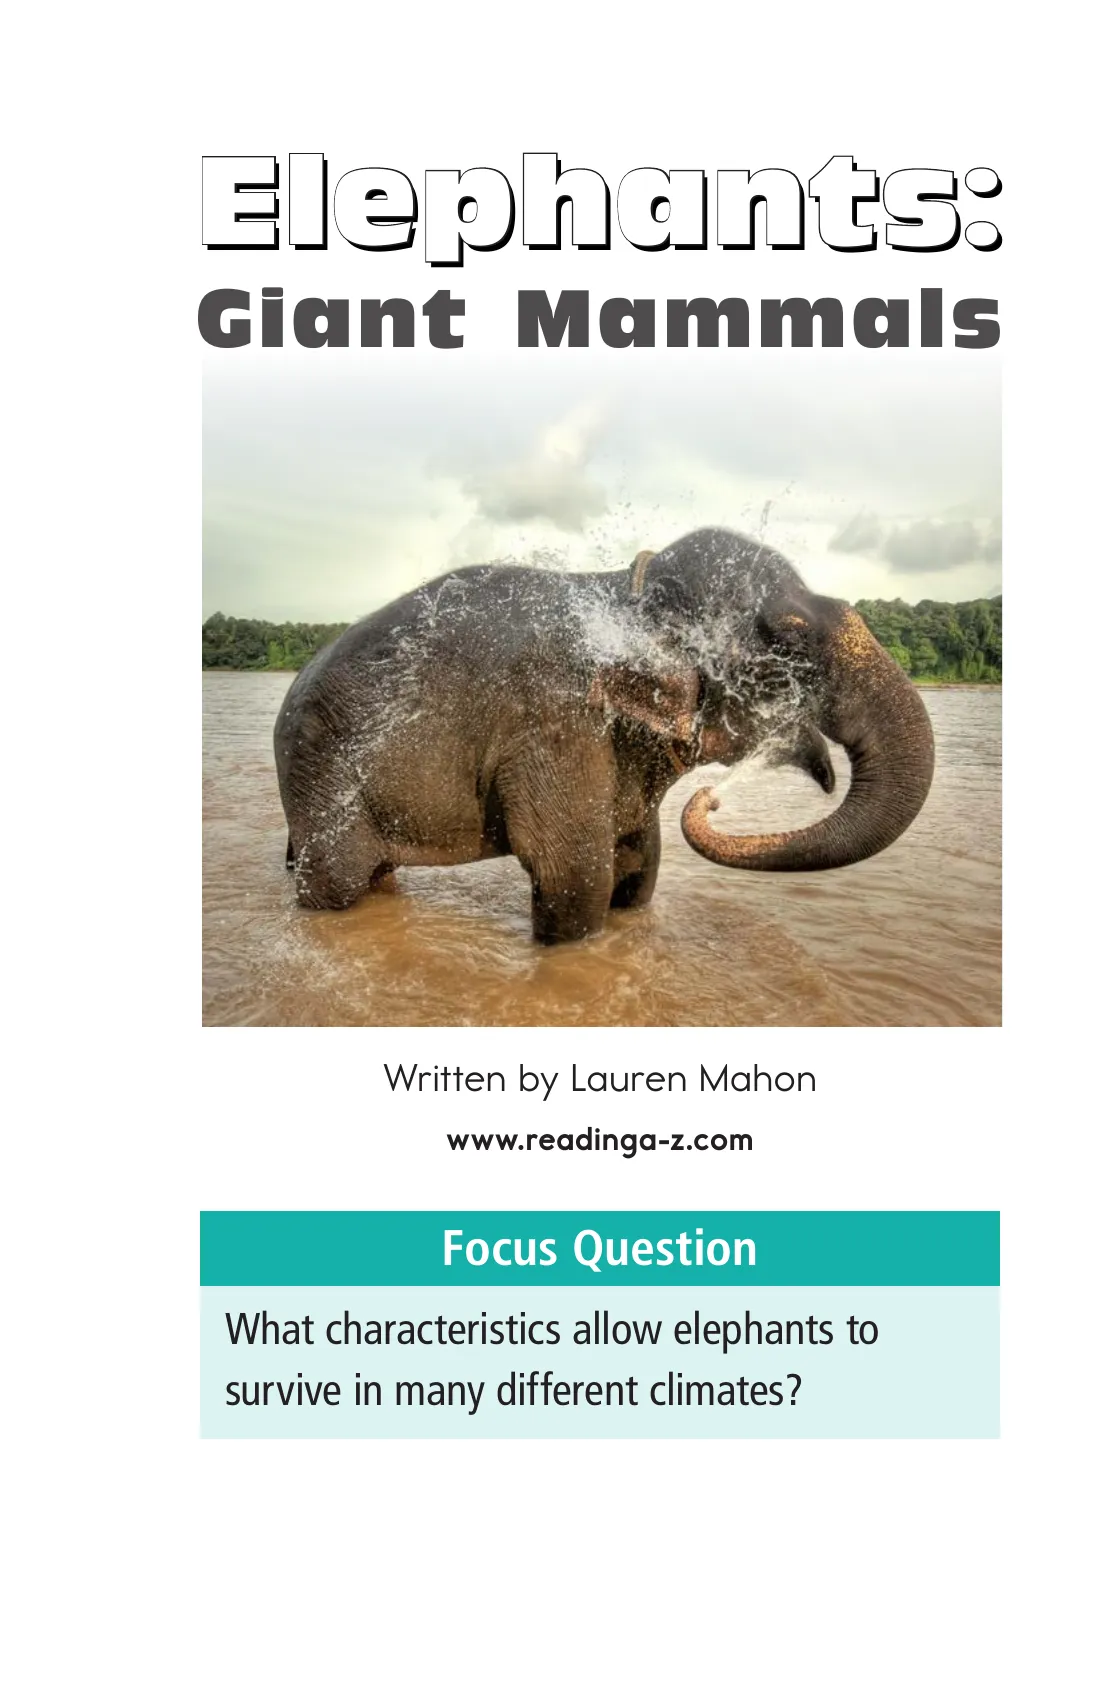 Elephants:
Giant Mammals
Written by Lauren Mahon
www.readinga-z.com
Focus Question
What characteristics allow elephants to
survive in many different climates?